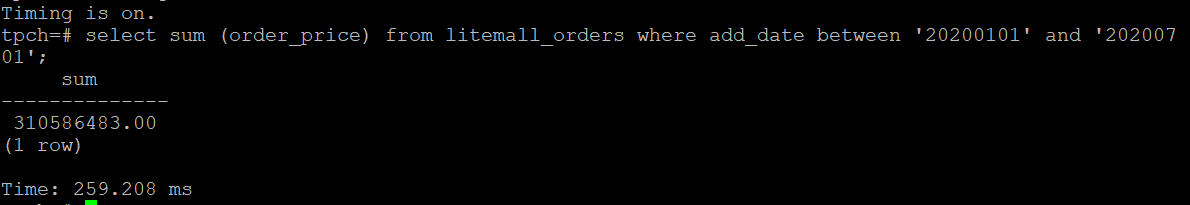 Timing is on.
tpch=# select sum (order_price) from litemall_orders where add_date between '20200101' and '202007
01';
     sum
--------------
 310586483.00
(1 row)

Time: 259.208 ms